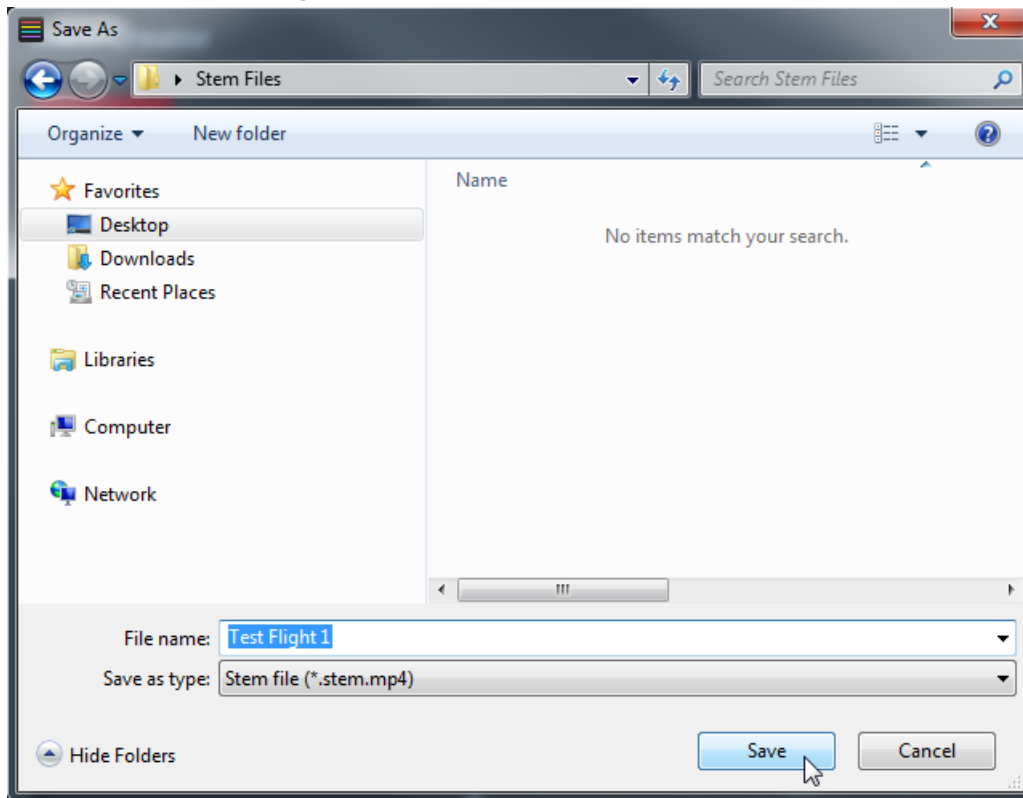 Save As
Stem Files
Search Stem Files
Organize
New folder
Favorites
Name
Desktop
No items match your search.
Downloads
Recent Places
Libraries
Computer
Network
File name: Test Flight 1
Save as type: Stem file (*.stem.mp4)
Hide Folders
Save
Cancel